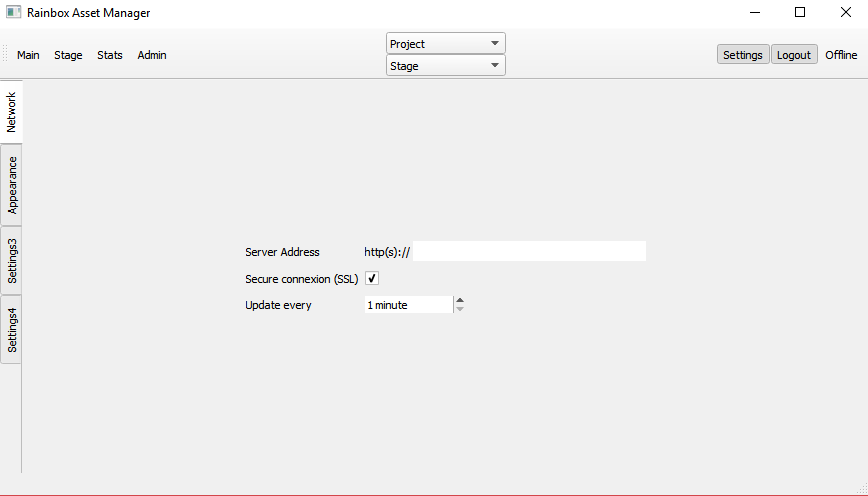 Rainbox Asset Manager
Main Stage Stats Admin
Project
Stage
Settings Logout Offline
Network
Appearance
Settings3
Settings4
Server Address http(s)://
Secure connexion (SSL)
Update every 1 minute